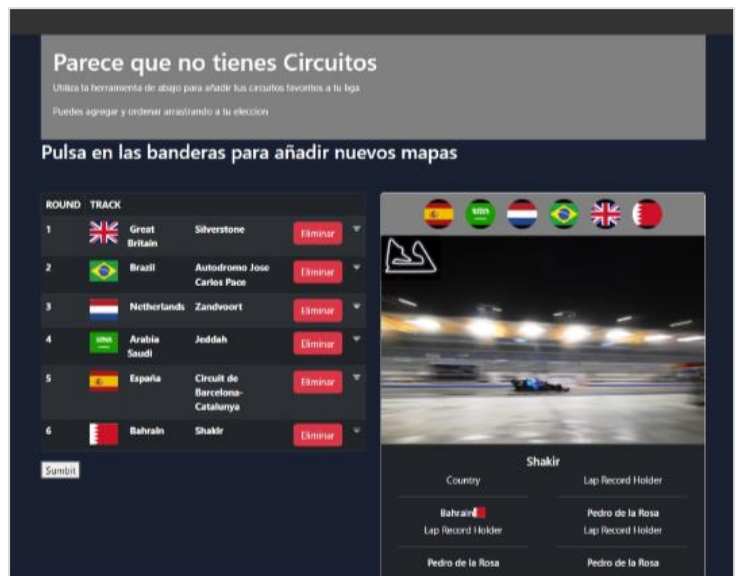 Parece que no tienes Circuitos
Utiliza la herramienta de abajo para añadir tus circuitos favoritos a tu liga
Puedes agregar y ordenar arrastrando a tu eleccion
Pulsa en las banderas para añadir nuevos mapas
ROUND TRACK
1 Great Britain Silverstone Eliminar
2 Brazil Autodromo Jose Carlos Pace Eliminar
3 Netherlands Zandvoort Eliminar
4 Arabia Saudi Jeddah Eliminar
5 España Circuit de Barcelona-Catalunya Eliminar
6 Bahrain Shakir Eliminar
Sumbit
Shakir
Country Lap Record Holder
Bahrain Pedro de la Rosa
Lap Record Holder Lap Record Holder
Pedro de la Rosa Pedro de la Rosa